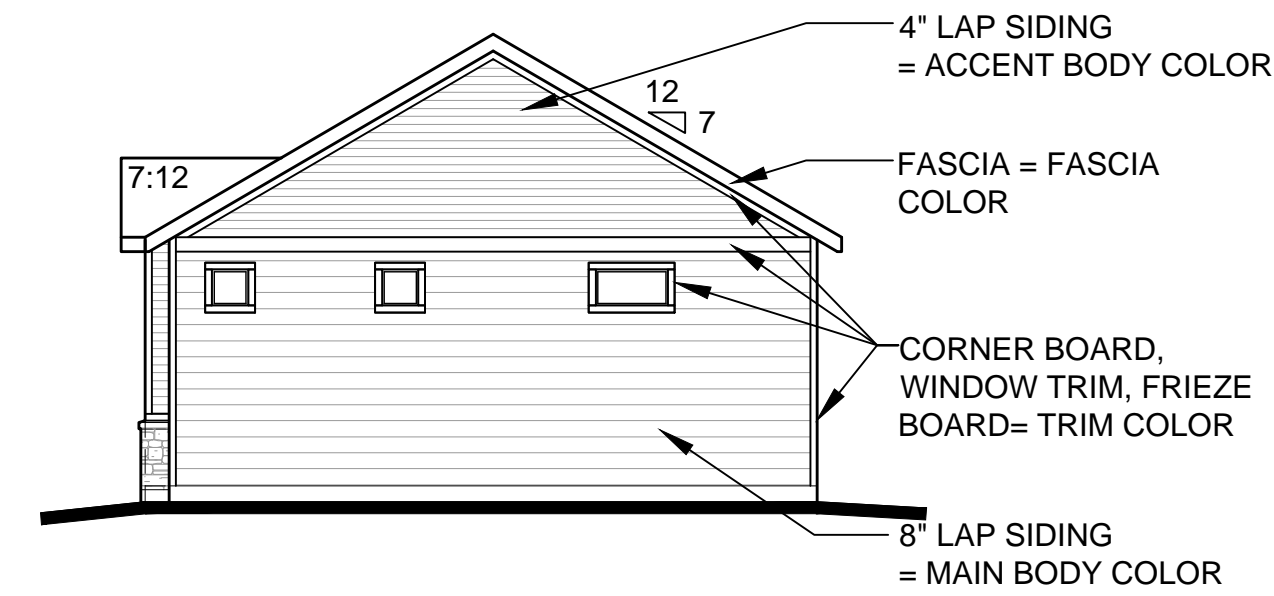 4" LAP SIDING
= ACCENT BODY COLOR
12
7
7:12
FASCIA = FASCIA
COLOR
CORNER BOARD,
WINDOW TRIM, FRIEZE
BOARD= TRIM COLOR
8" LAP SIDING
= MAIN BODY COLOR